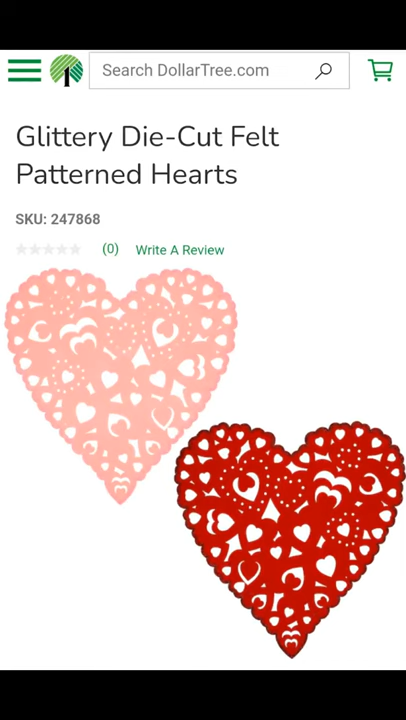 Search DollarTree.com
Glittery Die-Cut Felt
Patterned Hearts
SKU: 247868
(0) Write A Review